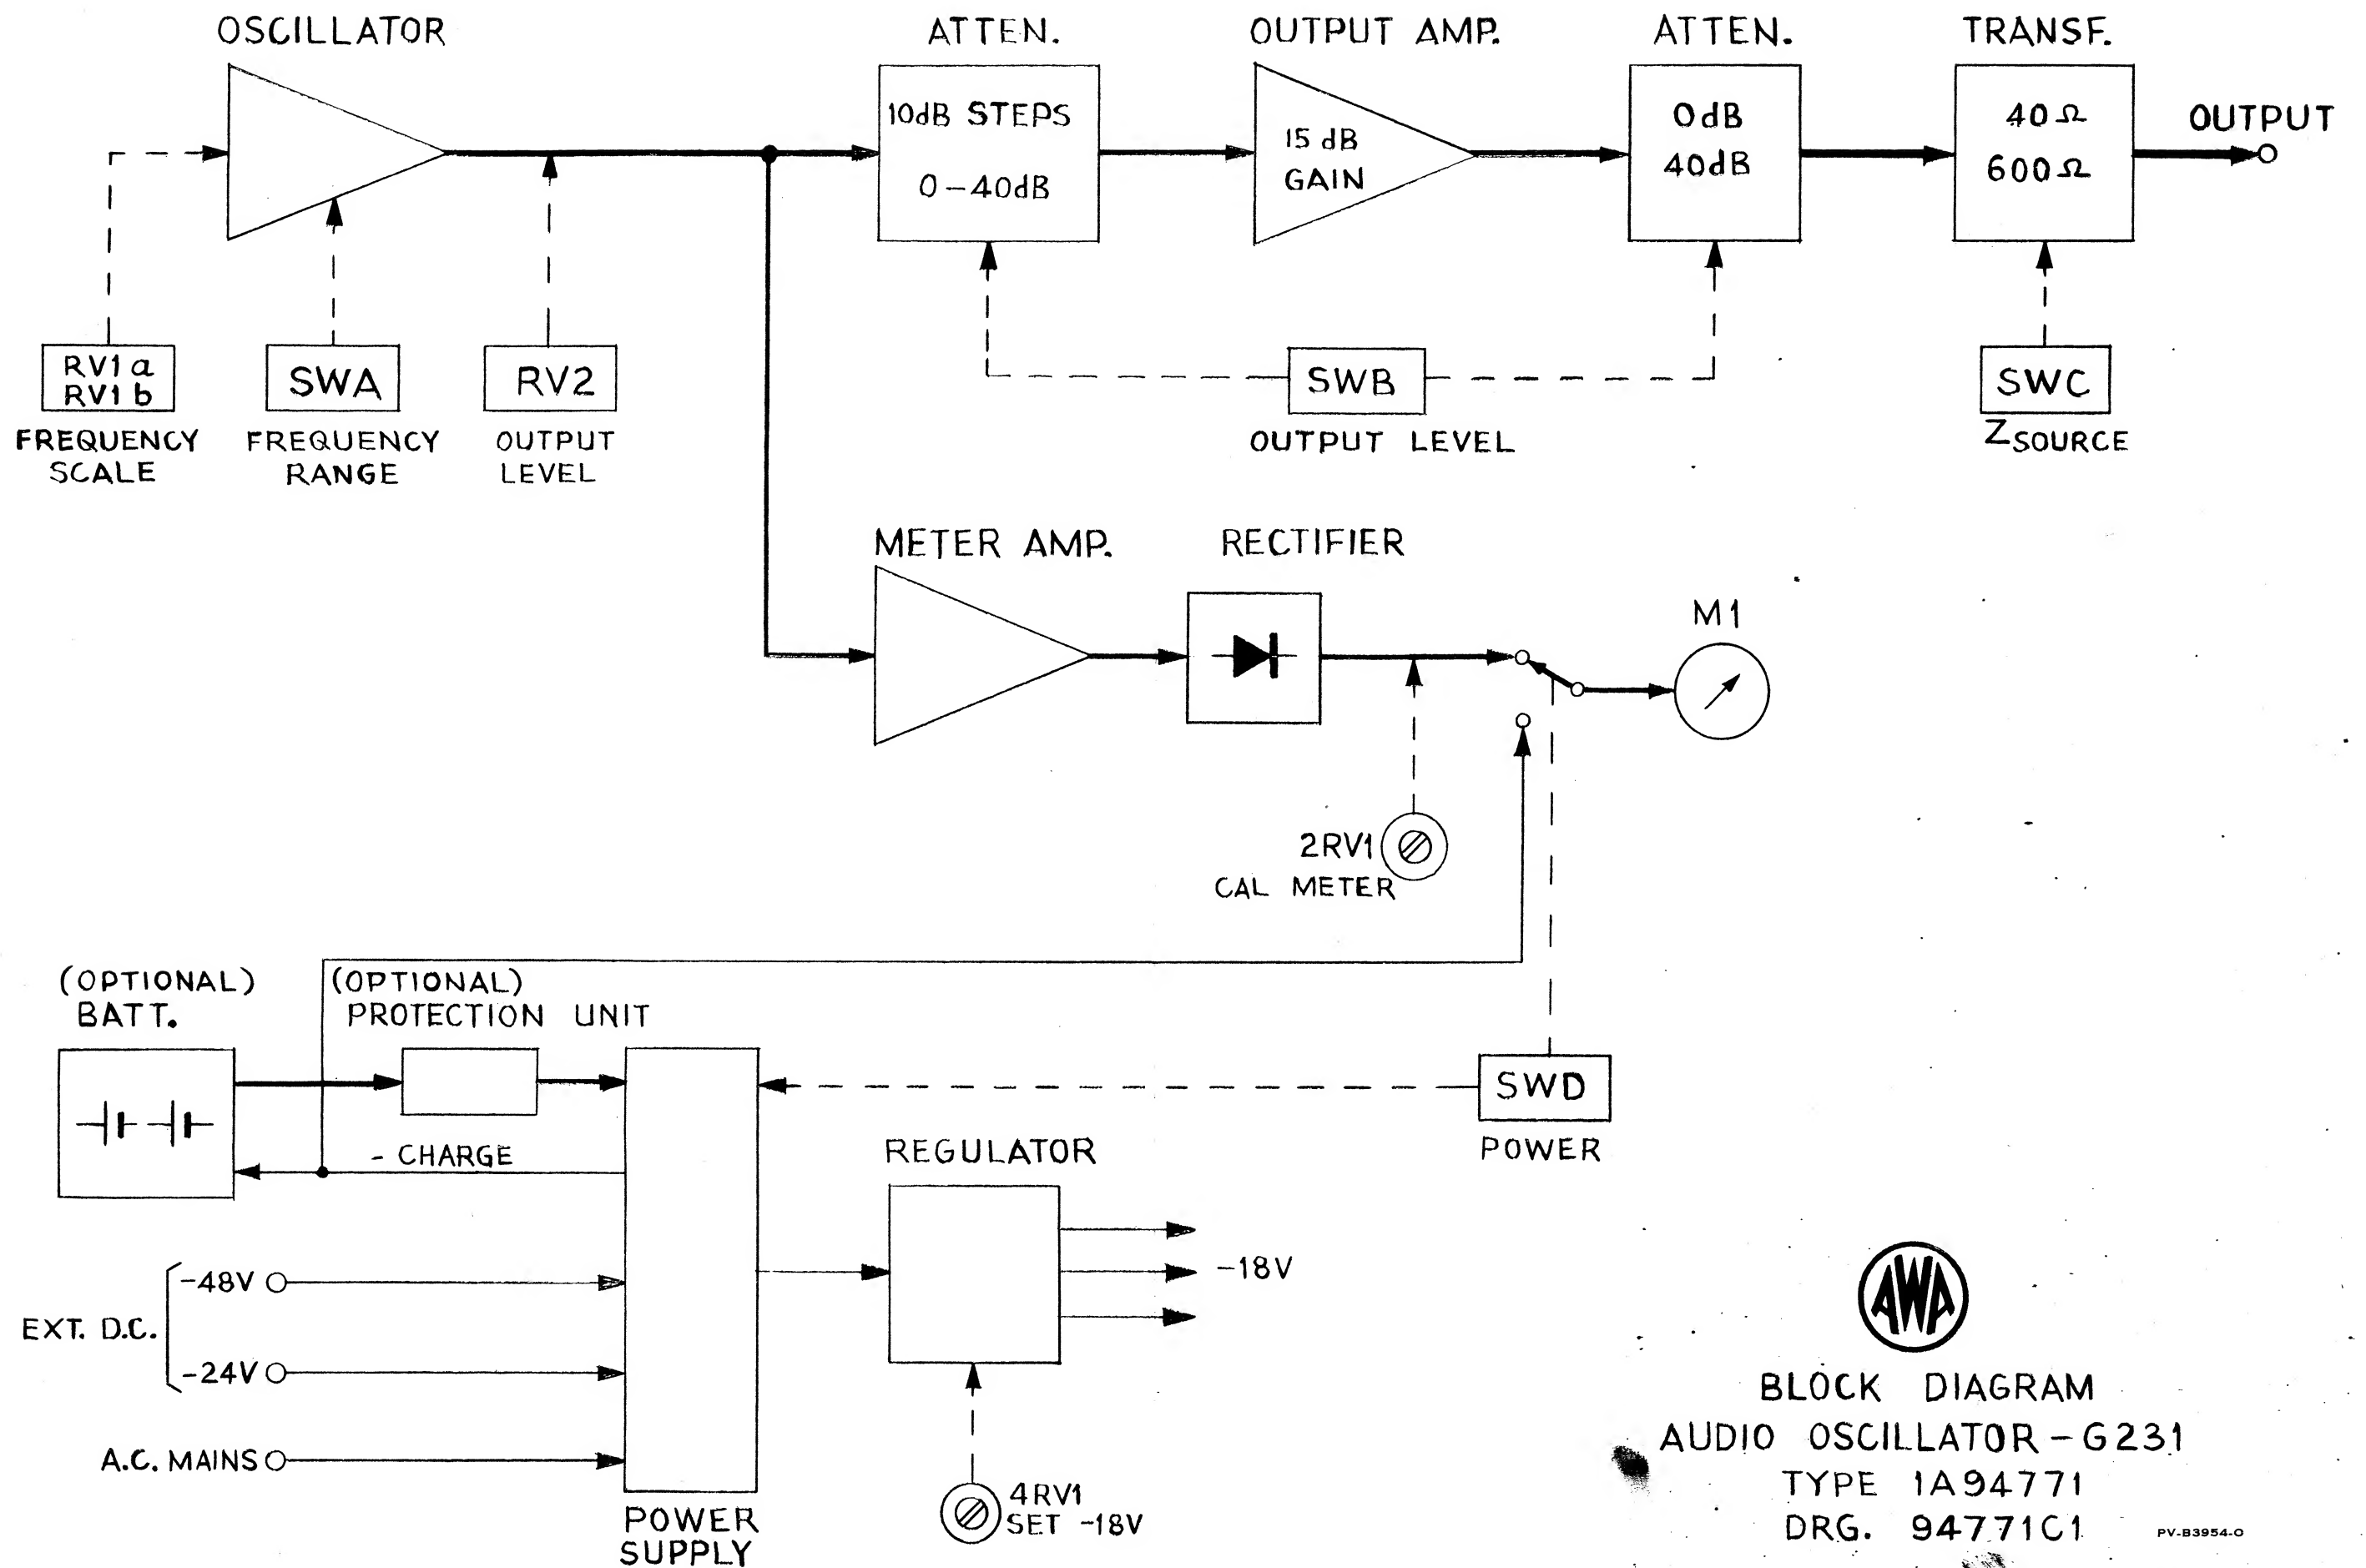 OSCILLATOR
ATTEN.
OUTPUT AMP.
ATTEN.
TRANSF.
10dB STEPS
0-40dB
15 dB
GAIN
0dB
40dB
40Ω
600Ω
OUTPUT
RV1a
RV1b
FREQUENCY
SCALE
SWA
FREQUENCY
RANGE
RV2
OUTPUT
LEVEL
SWB
OUTPUT LEVEL
SWC
ZSOURCE
METER AMP.
RECTIFIER
M1
2RV1
CAL METER
(OPTIONAL)
BATT.
(OPTIONAL)
PROTECTION UNIT
- CHARGE
SWD
POWER
REGULATOR
-18V
EXT. D.C.
-48V
-24V
A.C. MAINS
POWER
SUPPLY
4RV1
SET -18V
AWA
BLOCK DIAGRAM
AUDIO OSCILLATOR-G231
TYPE 1A94771
DRG. 94771C1
PV-B3954-O